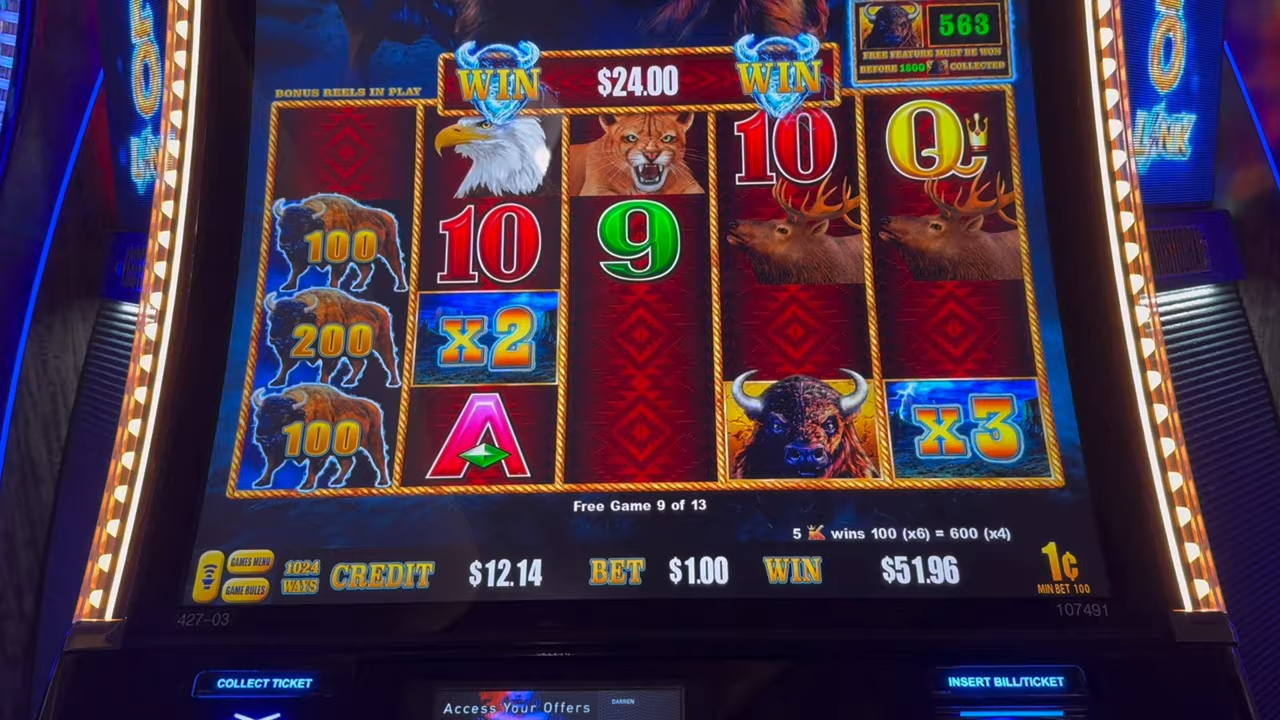 563
FREE FEATURE MUST BE WON
BEFORE 1800 COLLECTED
WIN $24.00 WIN
BONUS REELS IN PLAY
10
Q
100
10
9
200
x2
100
A
x3
Free Game 9 of 13
5 wins 100 (x6) = 600 (x4)
GAMES MENU
GAME RULES
1024
WAYS
CREDIT $12.14 BET $1.00 WIN $51.96
1¢
MIN BET 100
427-03
107491
COLLECT TICKET
INSERT BILL/TICKET
Access Your Offers
DARREN
LINK